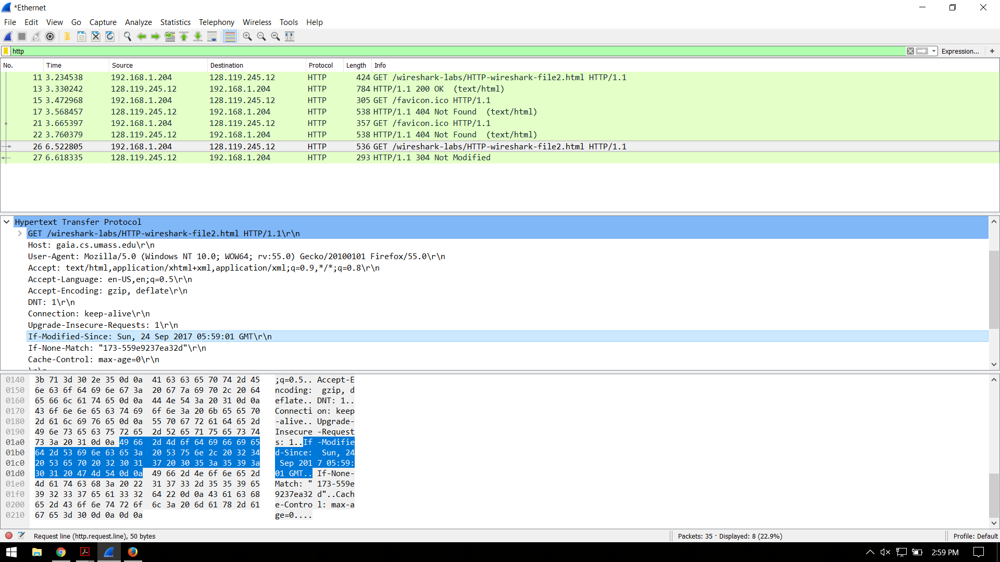 *Ethernet
File Edit View Go Capture Analyze Statistics Telephony Wireless Tools Help
http
Expression... +
No. Time Source Destination Protocol Length Info
11 3.234538 192.168.1.204 128.119.245.12 HTTP 424 GET /wireshark-labs/HTTP-wireshark-file2.html HTTP/1.1
13 3.330242 128.119.245.12 192.168.1.204 HTTP 784 HTTP/1.1 200 OK (text/html)
15 3.472968 192.168.1.204 128.119.245.12 HTTP 305 GET /favicon.ico HTTP/1.1
17 3.568457 128.119.245.12 192.168.1.204 HTTP 538 HTTP/1.1 404 Not Found (text/html)
21 3.665397 192.168.1.204 128.119.245.12 HTTP 357 GET /favicon.ico HTTP/1.1
22 3.760379 128.119.245.12 192.168.1.204 HTTP 538 HTTP/1.1 404 Not Found (text/html)
26 6.522805 192.168.1.204 128.119.245.12 HTTP 536 GET /wireshark-labs/HTTP-wireshark-file2.html HTTP/1.1
27 6.618335 128.119.245.12 192.168.1.204 HTTP 293 HTTP/1.1 304 Not Modified
Hypertext Transfer Protocol
GET /wireshark-labs/HTTP-wireshark-file2.html HTTP/1.1\r\n
Host: gaia.cs.umass.edu\r\n
User-Agent: Mozilla/5.0 (Windows NT 10.0; WOW64; rv:55.0) Gecko/20100101 Firefox/55.0\r\n
Accept: text/html,application/xhtml+xml,application/xml;q=0.9,*/*;q=0.8\r\n
Accept-Language: en-US,en;q=0.5\r\n
Accept-Encoding: gzip, deflate\r\n
DNT: 1\r\n
Connection: keep-alive\r\n
Upgrade-Insecure-Requests: 1\r\n
If-Modified-Since: Sun, 24 Sep 2017 05:59:01 GMT\r\n
If-None-Match: "173-559e9237ea32d"\r\n
Cache-Control: max-age=0\r\n
0140 3b 71 3d 30 2e 35 0d 0a 41 63 63 65 70 74 2d 45 ;q=0.5.. Accept-E
0150 6e 63 6f 64 69 6e 67 3a 20 67 7a 69 70 2c 20 64 ncoding: gzip, d
0160 65 66 6c 61 74 65 0d 0a 44 4e 54 3a 20 31 0d 0a eflate.. DNT: 1..
0170 43 6f 6e 6e 65 63 74 69 6f 6e 3a 20 6b 65 65 70 Connecti on: keep
0180 2d 61 6c 69 76 65 0d 0a 55 70 67 72 61 64 65 2d -alive.. Upgrade-
0190 49 6e 73 65 63 75 72 65 2d 52 65 71 75 65 73 74 Insecure -Request
01a0 73 3a 20 31 0d 0a 49 66 2d 4d 6f 64 69 66 69 65 s: 1..If -Modifie
01b0 64 2d 53 69 6e 63 65 3a 20 53 75 6e 2c 20 32 34 d-Since: Sun, 24
01c0 20 53 65 70 20 32 30 31 37 20 30 35 3a 35 39 3a Sep 201 7 05:59:
01d0 30 31 20 47 4d 54 0d 0a 49 66 2d 4e 6f 6e 65 2d 01 GMT.. If-None-
01e0 4d 61 74 63 68 3a 20 22 31 37 33 2d 35 35 39 65 Match: " 173-559e
01f0 39 32 33 37 65 61 33 32 64 22 0d 0a 43 61 63 68 9237ea32 d"..Cach
0200 65 2d 43 6f 6e 74 72 6f 6c 3a 20 6d 61 78 2d 61 e-Contro l: max-a
0210 67 65 3d 30 0d 0a 0d 0a ge=0....
Request line (http.request.line), 50 bytes Packets: 35 · Displayed: 8 (22.9%) Profile: Default
2:59 PM